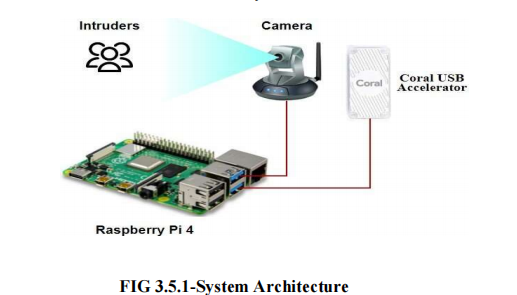 Intruders
Camera
Coral
Coral USB
Accelerator
Raspberry Pi 4
FIG 3.5.1-System Architecture